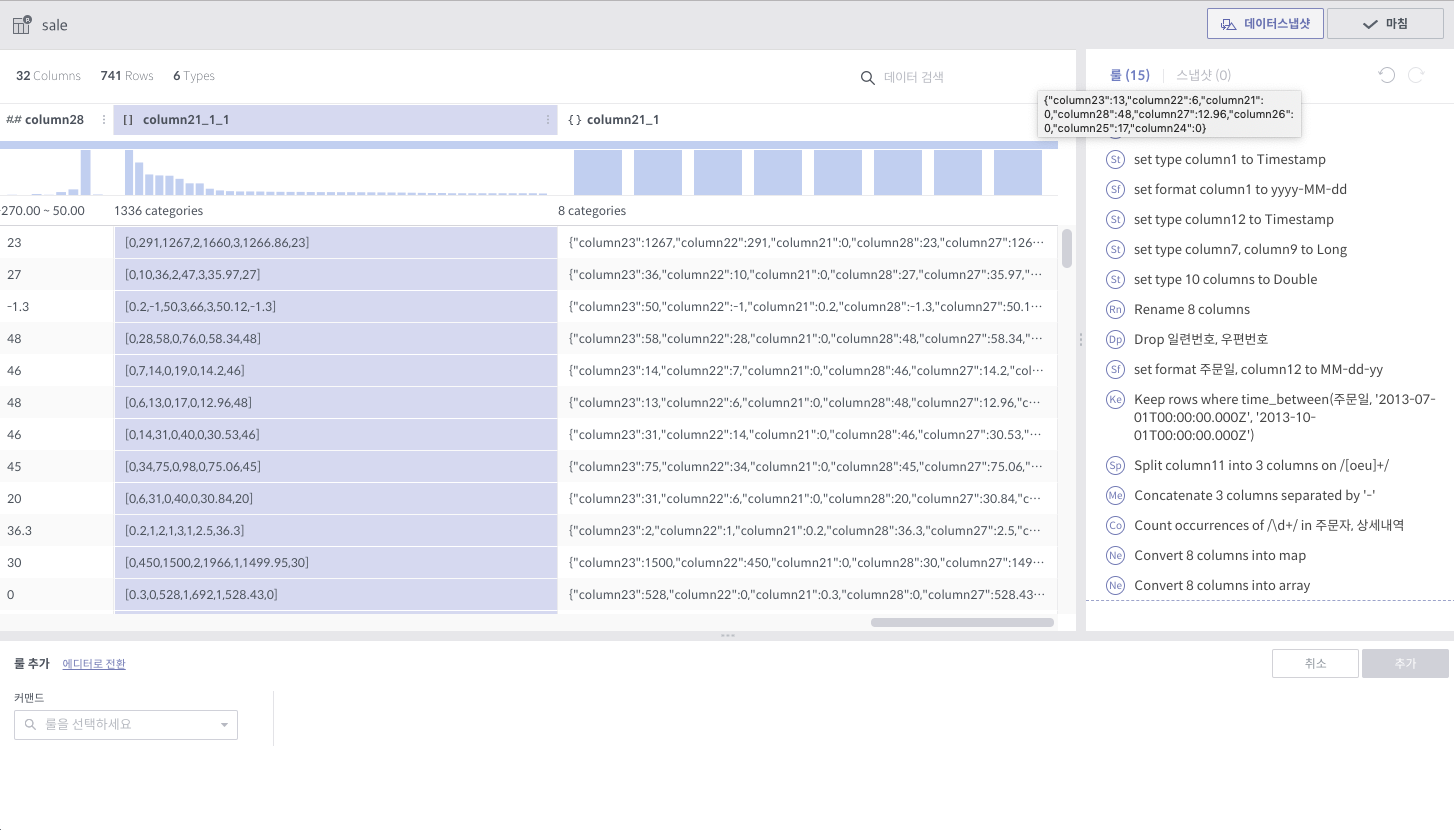 sale
데이터스냅샷
마침
32 Columns 741 Rows 6 Types
데이터 검색
룰 (15) 스냅샷 (0)
{"column23":13,"column22":6,"column21":
0,"column28":48,"column27":12.96,"column26":
0,"column25":17,"column24":0}
## column28 [] column21_1_1 {} column21_1
-270.00 ~ 50.00 1336 categories 8 categories
23 [0,291,1267,2,1660,3,1266.86,23] {"column23":1267,"column22":291,"column21":0,"column28":23,"column27":126···
27 [0,10,36,2,47,3,35.97,27] {"column23":36,"column22":10,"column21":0,"column28":27,"column27":35.97,"···
-1.3 [0.2,-1,50,3,66,3,50.12,-1.3] {"column23":50,"column22":-1,"column21":0.2,"column28":-1.3,"column27":50.1···
48 [0,28,58,0,76,0,58.34,48] {"column23":58,"column22":28,"column21":0,"column28":48,"column27":58.34,"···
46 [0,7,14,0,19,0,14.2,46] {"column23":14,"column22":7,"column21":0,"column28":46,"column27":14.2,"col···
48 [0,6,13,0,17,0,12.96,48] {"column23":13,"column22":6,"column21":0,"column28":48,"column27":12.96,"c···
46 [0,14,31,0,40,0,30.53,46] {"column23":31,"column22":14,"column21":0,"column28":46,"column27":30.53,"···
45 [0,34,75,0,98,0,75.06,45] {"column23":75,"column22":34,"column21":0,"column28":45,"column27":75.06,"···
20 [0,6,31,0,40,0,30.84,20] {"column23":31,"column22":6,"column21":0,"column28":20,"column27":30.84,"c···
36.3 [0.2,1,2,1,3,1,2.5,36.3] {"column23":2,"column22":1,"column21":0.2,"column28":36.3,"column27":2.5,"c···
30 [0,450,1500,2,1966,1,1499.95,30] {"column23":1500,"column22":450,"column21":0,"column28":30,"column27":149···
0 [0.3,0,528,1,692,1,528.43,0] {"column23":528,"column22":0,"column21":0.3,"column28":0,"column27":528.43···
St set type column1 to Timestamp
Sf set format column1 to yyyy-MM-dd
St set type column12 to Timestamp
St set type column7, column9 to Long
St set type 10 columns to Double
Rn Rename 8 columns
Dp Drop 일련번호, 우편번호
Sf set format 주문일, column12 to MM-dd-yy
Ke Keep rows where time_between(주문일, '2013-07-
01T00:00:00.000Z', '2013-10-
01T00:00:00.000Z')
Sp Split column11 into 3 columns on /[oeu]+/
Me Concatenate 3 columns separated by '-'
Co Count occurrences of /\d+/ in 주문자, 상세내역
Ne Convert 8 columns into map
Ne Convert 8 columns into array
룰 추가 에디터로 전환
취소
추가
커맨드
룰을 선택하세요